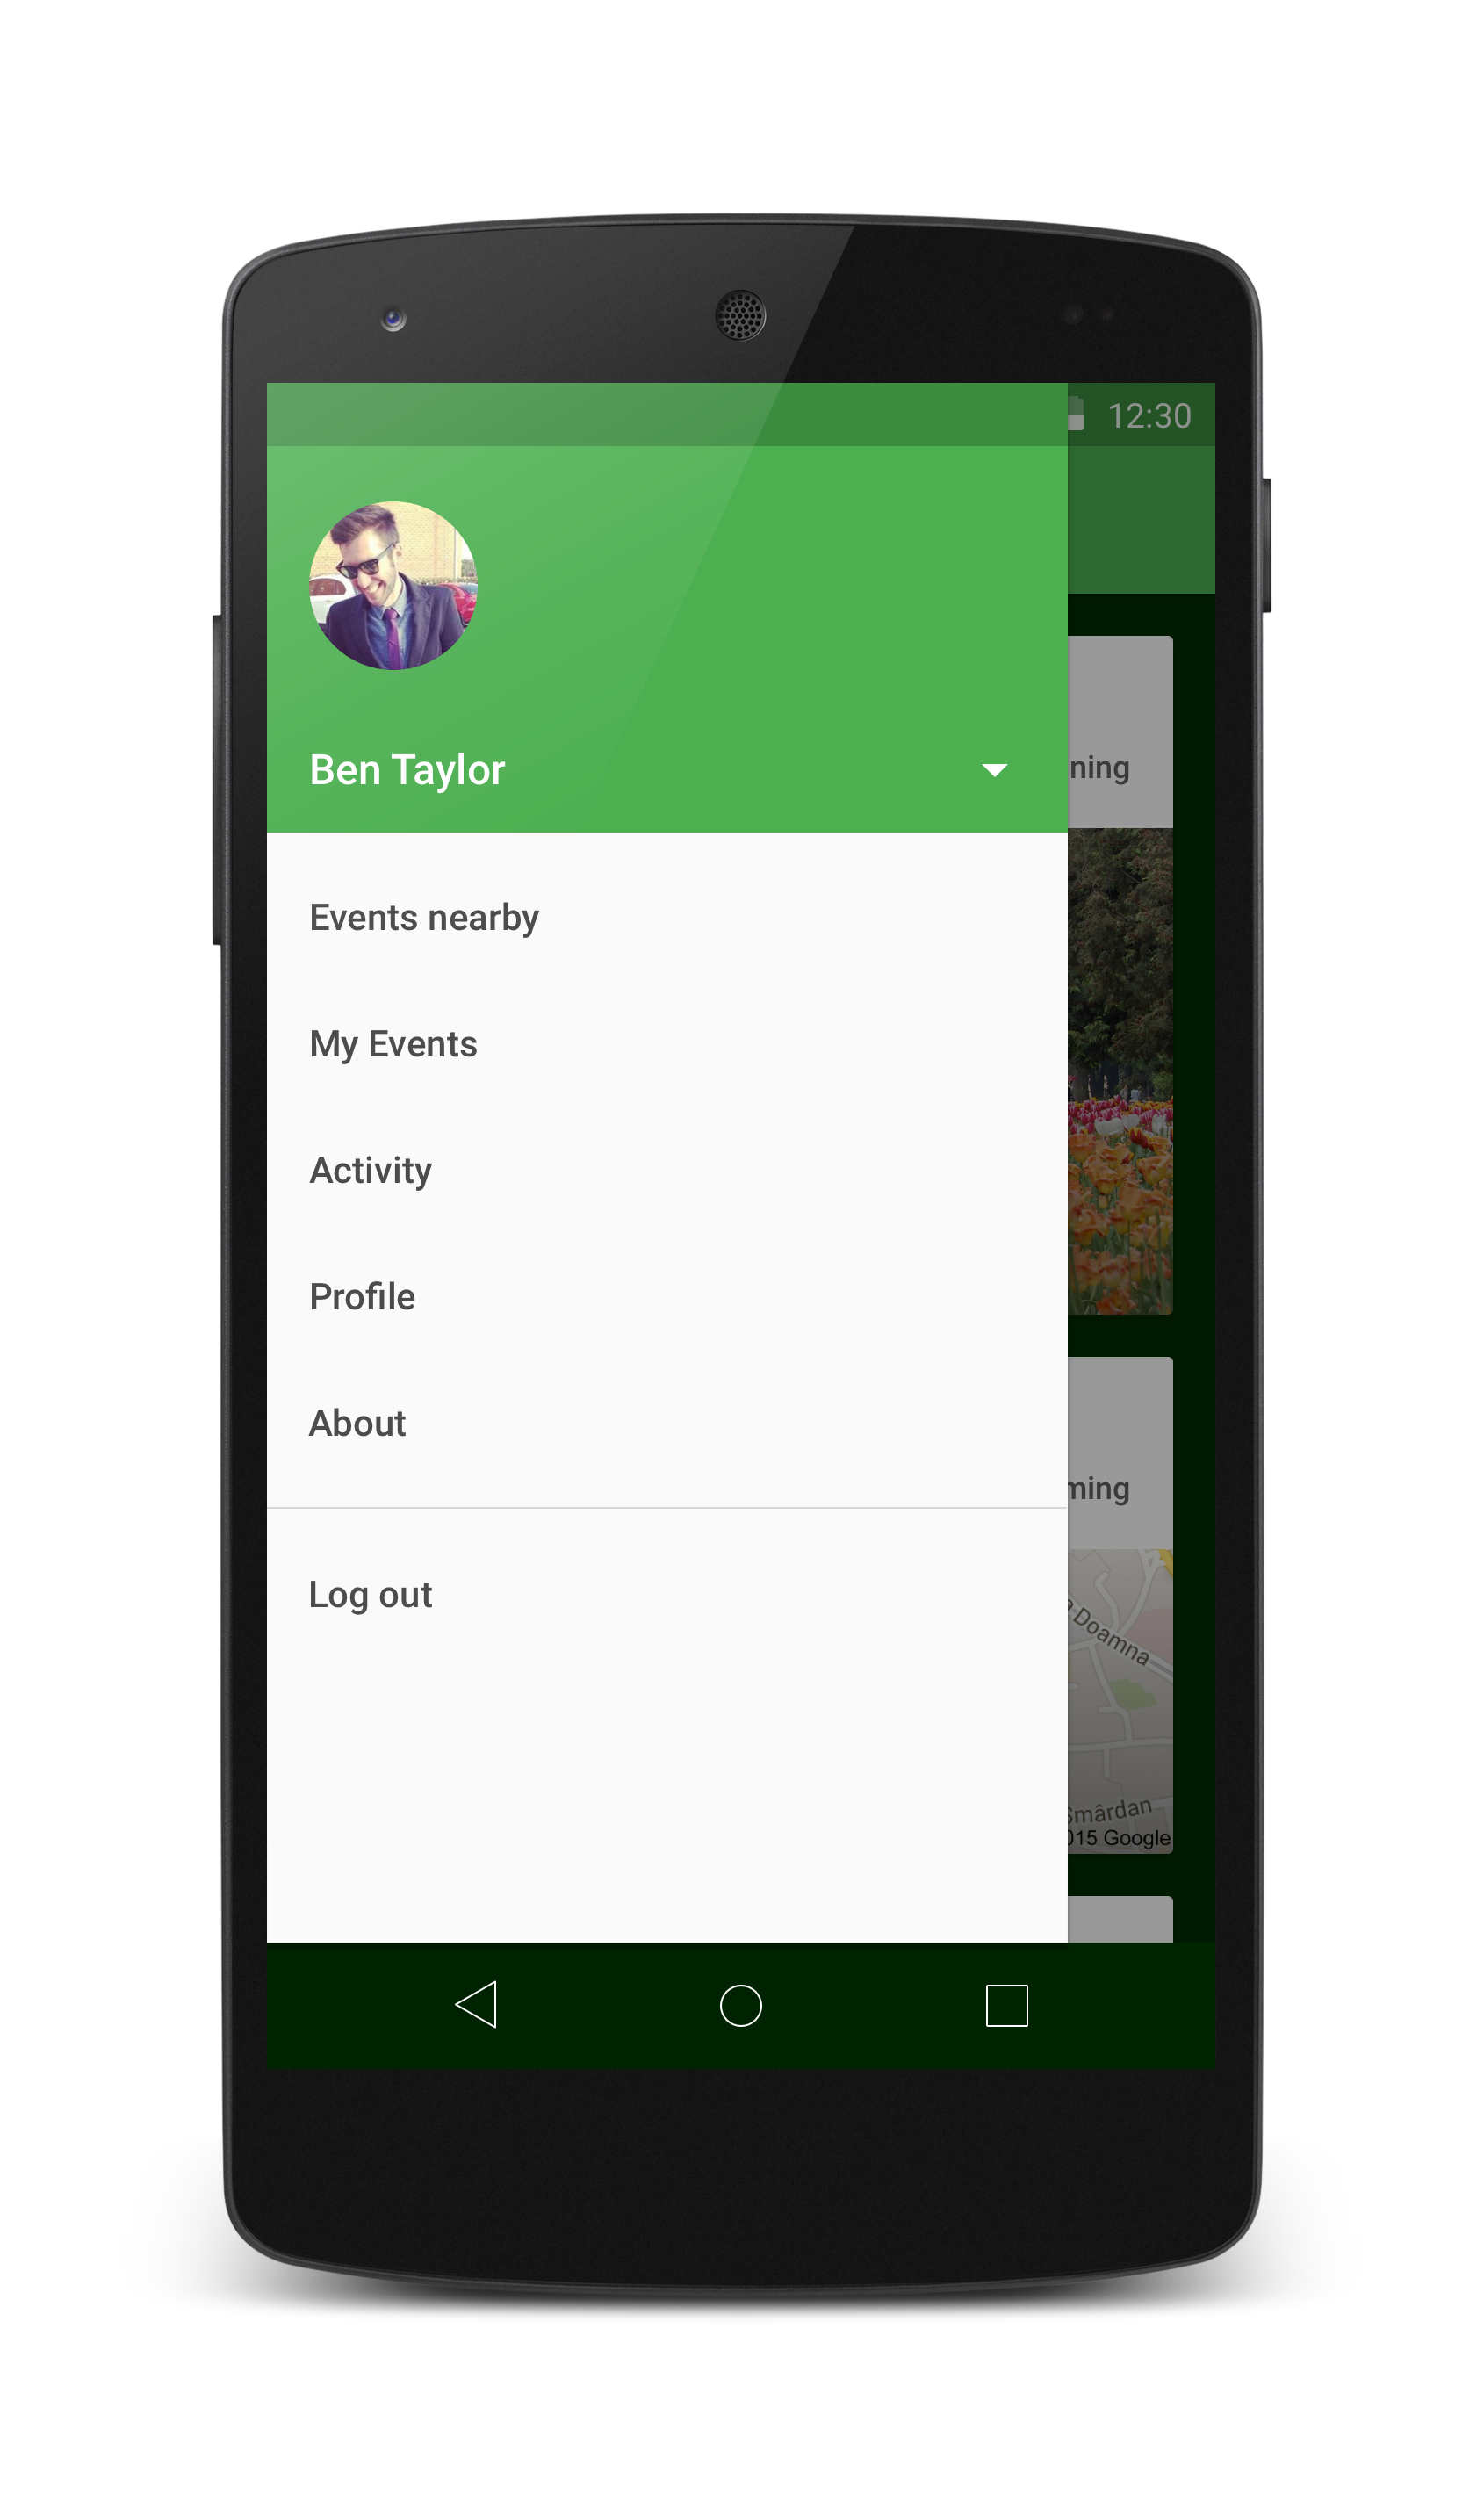 12:30
Ben Taylor
Events nearby
My Events
Activity
Profile
About
Log out
ning
ming
Doamna
Smârdan
015 Google